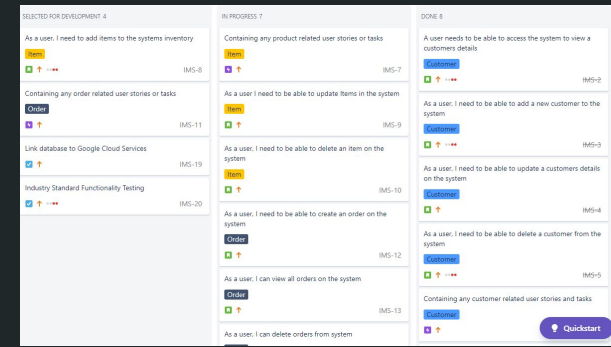 SELECTED FOR DEVELOPMENT 4
As a user, I need to add items to the systems inventory
Item
IMS-8
Containing any order related user stories or tasks
Order
IMS-11
Link database to Google Cloud Services
IMS-19
Industry Standard Functionality Testing
IMS-20
IN PROGRESS 7
Containing any product related user stories or tasks
Item
IMS-7
As a user I need to be able to update Items in the system
Item
IMS-9
As a user, I need to be able to delete an item on the
system
Item
IMS-10
As a user, I need to be able to create an order on the
system
Order
IMS-12
As a user, I can view all orders on the system
Order
IMS-13
As a user, I can delete orders from system
DONE 8
A user needs to be able to access the system to view a
customers details
Customer
IMS-2
As a user, I need to be able to add a new customer to the
system
Customer
IMS-3
As a user, I need to be able to update a customers details
on the system
Customer
IMS-4
As a user, I need to be able to delete a customer from the
system
Customer
IMS-5
Containing any customer related user stories and tasks
Customer
Quickstart